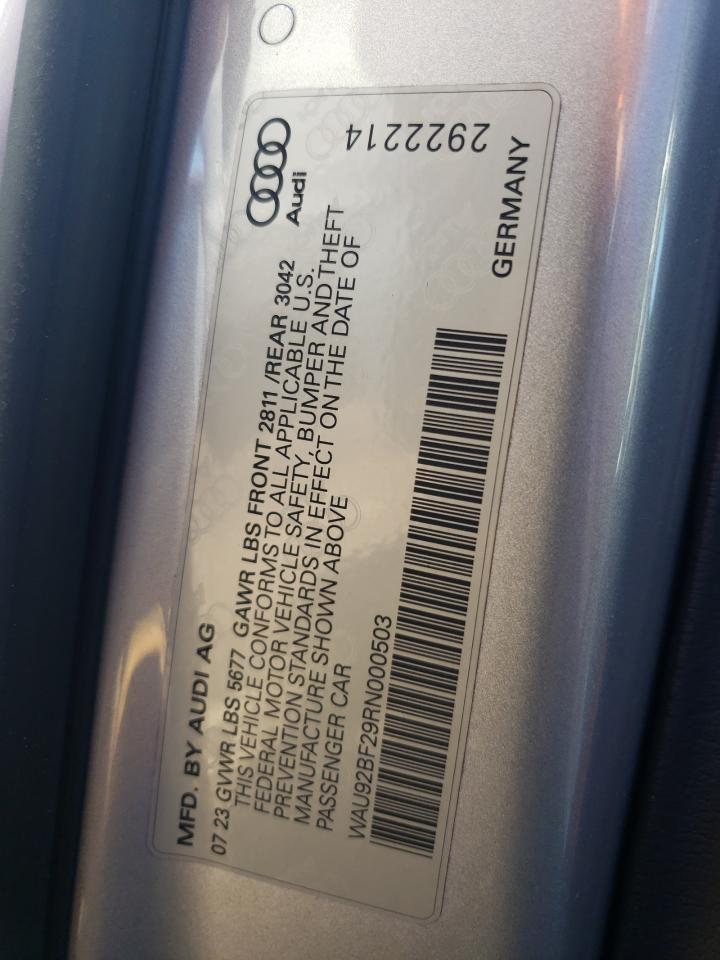 MFD. BY AUDI AG
07 23 GVWR LBS 5677 GAWR LBS FRONT 2811 /REAR 3042
THIS VEHICLE CONFORMS TO ALL APPLICABLE U.S.
FEDERAL MOTOR VEHICLE SAFETY, BUMPER AND THEFT
PREVENTION STANDARDS IN EFFECT ON THE DATE OF
MANUFACTURE SHOWN ABOVE
PASSENGER CAR
WAU92BF29RN000503
Audi
2922214
GERMANY